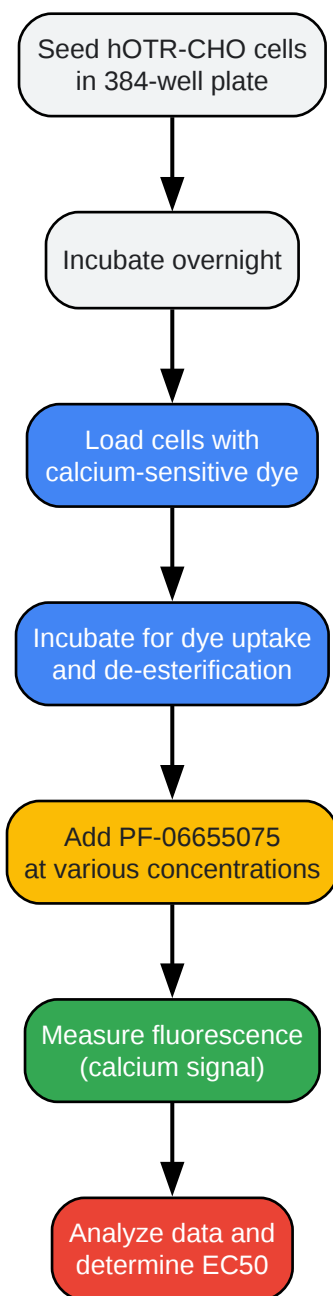 Seed hOTR-CHO cells
in 384-well plate
Incubate overnight
Load cells with
calcium-sensitive dye
Incubate for dye uptake
and de-esterification
Add PF-06655075
at various concentrations
Measure fluorescence
(calcium signal)
Analyze data and
determine EC50